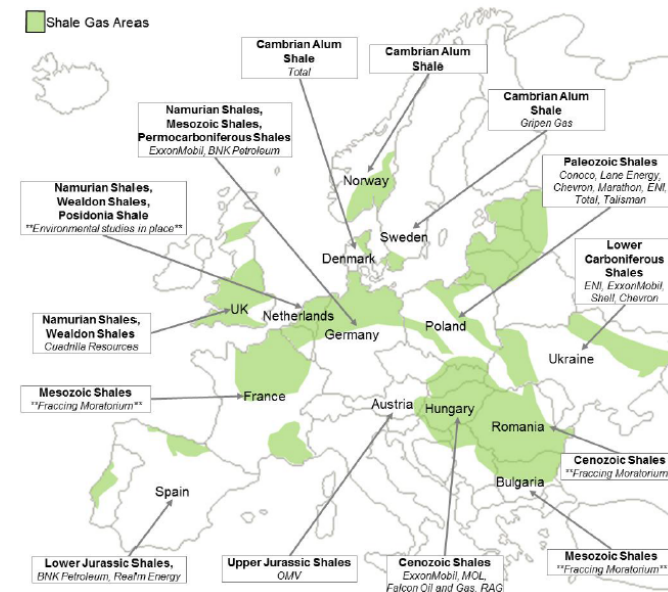 Shale Gas Areas
Cambrian Alum
Shale
Total
Cambrian Alum
Shale
Cambrian Alum
Shale
Gripen Gas
Namurian Shales,
Mesozoic Shales,
Permocarboniferous Shales
ExxonMobil, BNK Petroleum
Paleozoic Shales
Conoco, Lane Energy,
Chevron, Marathon, ENI,
Total, Talisman
Namurian Shales,
Wealdon Shales,
Posidonia Shale
**Environmental studies in place**
Lower
Carboniferous
Shales
ENI, ExxonMobil,
Shell, Chevron
Norway
Sweden
Denmark
UK
Netherlands
Germany
Poland
Ukraine
Namurian Shales,
Wealdon Shales
Cuadrilla Resources
Mesozoic Shales
**Fraccing Moratorium**
France
Austria
Hungary
Romania
Cenozoic Shales
**Fraccing Moratorium**
Bulgaria
Spain
Lower Jurassic Shales,
BNK Petroleum, Realm Energy
Upper Jurassic Shales
OMV
Cenozoic Shales
ExxonMobil, MOL,
Falcon Oil and Gas, RAG
Mesozoic Shales
**Fraccing Moratorium**